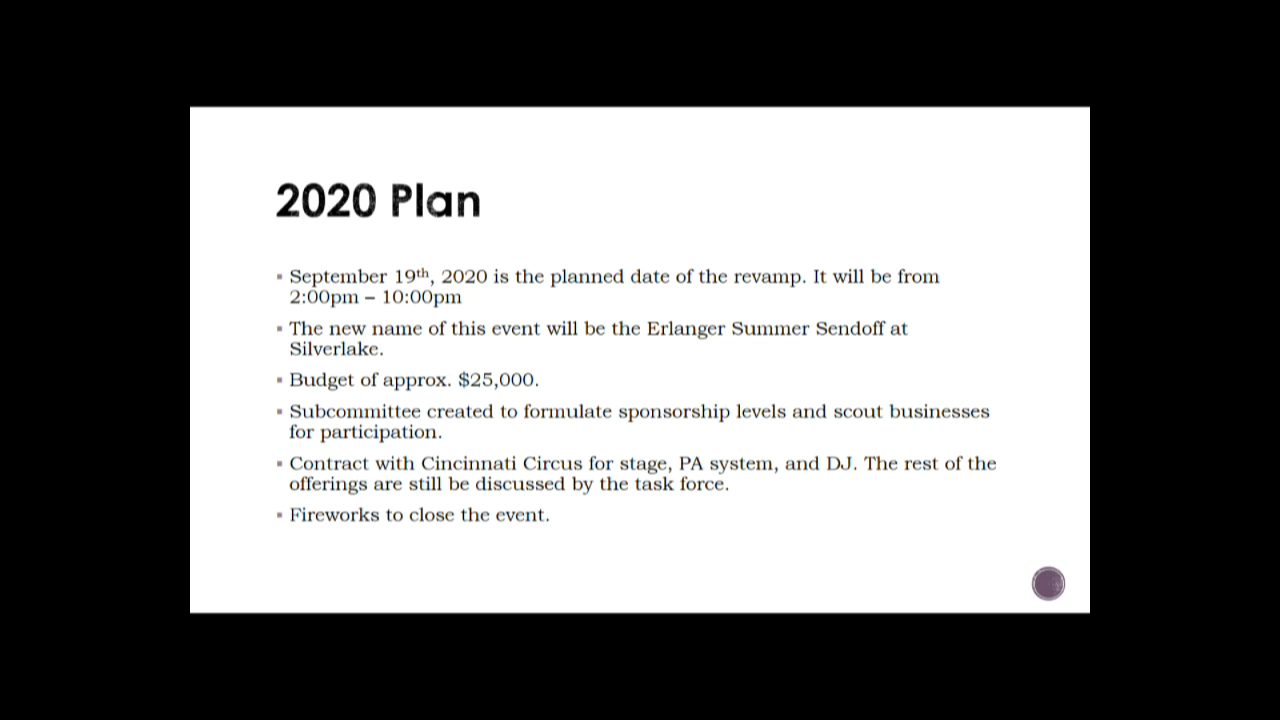 2020 Plan
▪ September 19th, 2020 is the planned date of the revamp. It will be from
2:00pm – 10:00pm
▪ The new name of this event will be the Erlanger Summer Sendoff at
Silverlake.
▪ Budget of approx. $25,000.
▪ Subcommittee created to formulate sponsorship levels and scout businesses
for participation.
▪ Contract with Cincinnati Circus for stage, PA system, and DJ. The rest of the
offerings are still be discussed by the task force.
▪ Fireworks to close the event.